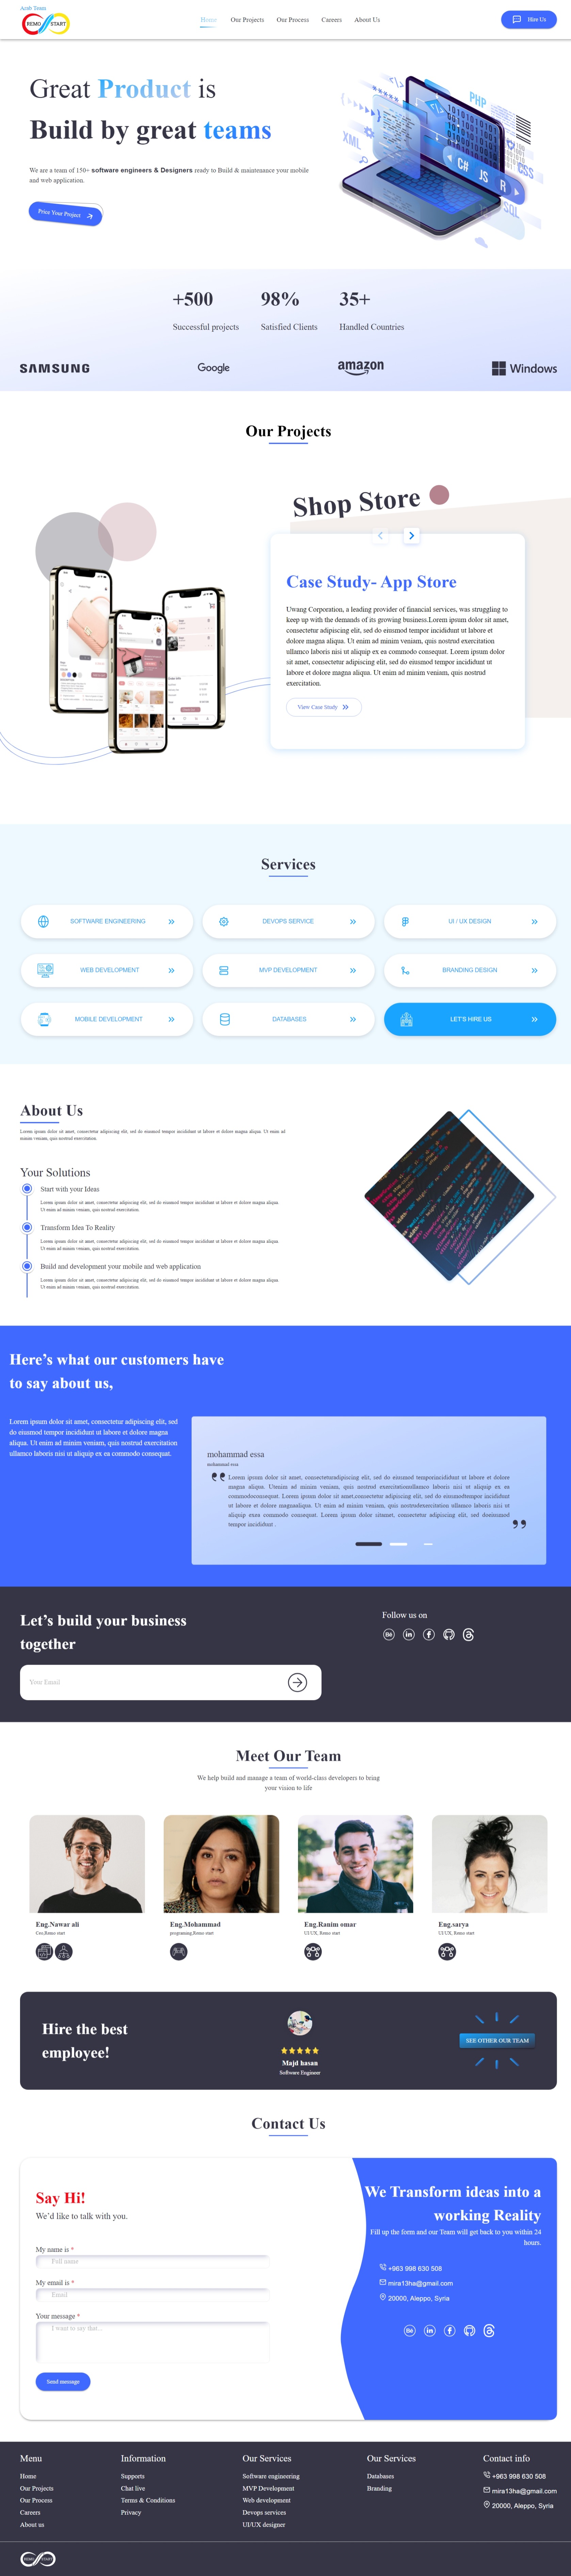 Arab Team
REMO START
Home
Our Projects
Our Process
Careers
About Us
Hire Us
Great Product is
Build by great teams
We are a team of 150+ software engineers & Designers ready to Build & maintenance your mobile
and web application.
Price Your Project
PHP
XML
CSS
C#
JS
R
SQL
+500
98%
35+
Successful projects
Satisfied Clients
Handled Countries
SAMSUNG
Google
amazon
Windows
Our Projects
Shop Store
Case Study- App Store
Uwang Corporation, a leading provider of financial services, was struggling to
keep up with the demands of its growing business.Lorem ipsum dolor sit amet,
consectetur adipiscing elit, sed do eiusmod tempor incididunt ut labore et
dolore magna aliqua. Ut enim ad minim veniam, quis nostrud exercitation
ullamco laboris nisi ut aliquip ex ea commodo consequat. Lorem ipsum dolor
sit amet, consectetur adipiscing elit, sed do eiusmod tempor incididunt ut
labore et dolore magna aliqua. Ut enim ad minim veniam, quis nostrud
exercitation.
View Case Study
Services
SOFTWARE ENGINEERING
DEVOPS SERVICE
UI / UX DESIGN
WEB DEVELOPMENT
MVP DEVELOPMENT
BRANDING DESIGN
MOBILE DEVELOPMENT
DATABASES
LET'S HIRE US
About Us
Lorem ipsum dolor sit amet, consectetur adipiscing elit, sed do eiusmod tempor incididunt ut labore et dolore magna aliqua. Ut enim ad
minim veniam, quis nostrud exercitation.
Your Solutions
Start with your Ideas
Lorem ipsum dolor sit amet, consectetur adipiscing elit, sed do eiusmod tempor incididunt ut labore et dolore magna aliqua.
Ut enim ad minim veniam, quis nostrud exercitation.
Transform Idea To Reality
Lorem ipsum dolor sit amet, consectetur adipiscing elit, sed do eiusmod tempor incididunt ut labore et dolore magna aliqua.
Ut enim ad minim veniam, quis nostrud exercitation.
Build and development your mobile and web application
Lorem ipsum dolor sit amet, consectetur adipiscing elit, sed do eiusmod tempor incididunt ut labore et dolore magna aliqua.
Ut enim ad minim veniam, quis nostrud exercitation.
Here's what our customers have
to say about us,
Lorem ipsum dolor sit amet, consectetur adipiscing elit, sed
do eiusmod tempor incididunt ut labore et dolore magna
aliqua. Ut enim ad minim veniam, quis nostrud exercitation
ullamco laboris nisi ut aliquip ex ea commodo consequat.
mohammad essa
mohammad essa
Lorem ipsum dolor sit amet, consecteturadipiscing elit, sed do eiusmod temporincididunt ut labore et dolore
magna aliqua. Utenim ad minim veniam, quis nostrud exercitationullamco laboris nisi ut aliquip ex ea
commodoconsequat. Lorem ipsum dolor sit amet,consectetur adipiscing elit, sed do eiusmodtempor incididunt
ut labore et dolore magnaaliqua. Ut enim ad minim veniam, quis nostrudexercitation ullamco laboris nisi ut
aliquip exea commodo consequat. Lorem ipsum dolor sitamet, consectetur adipiscing elit, sed doeiusmod
tempor incididunt .
Let's build your business
together
Your Email
Follow us on
Meet Our Team
We help build and manage a team of world-class developers to bring
your vision to life
Eng.Nawar ali
Ceo,Remo start
Eng.Mohammad
programing,Remo start
Eng.Ranim omar
UI/UX, Remo start
Eng.sarya
UI/UX, Remo start
Hire the best
employee!
Majd hasan
Software Engineer
SEE OTHER OUR TEAM
Contact Us
Say Hi!
We'd like to talk with you.
My name is *
Full name
My email is *
Email
Your message *
I want to say that...
Send message
We Transform ideas into a
working Reality
Fill up the form and our Team will get back to you within 24
hours.
+963 998 630 508
mira13ha@gmail.com
20000, Aleppo, Syria
Menu
Home
Our Projects
Our Process
Careers
About us
Information
Supports
Chat live
Terms & Conditions
Privacy
Our Services
Software engineering
MVP Development
Web development
Devops services
UI/UX designer
Our Services
Databases
Branding
Contact info
+963 998 630 508
mira13ha@gmail.com
20000, Aleppo, Syria
REMO START